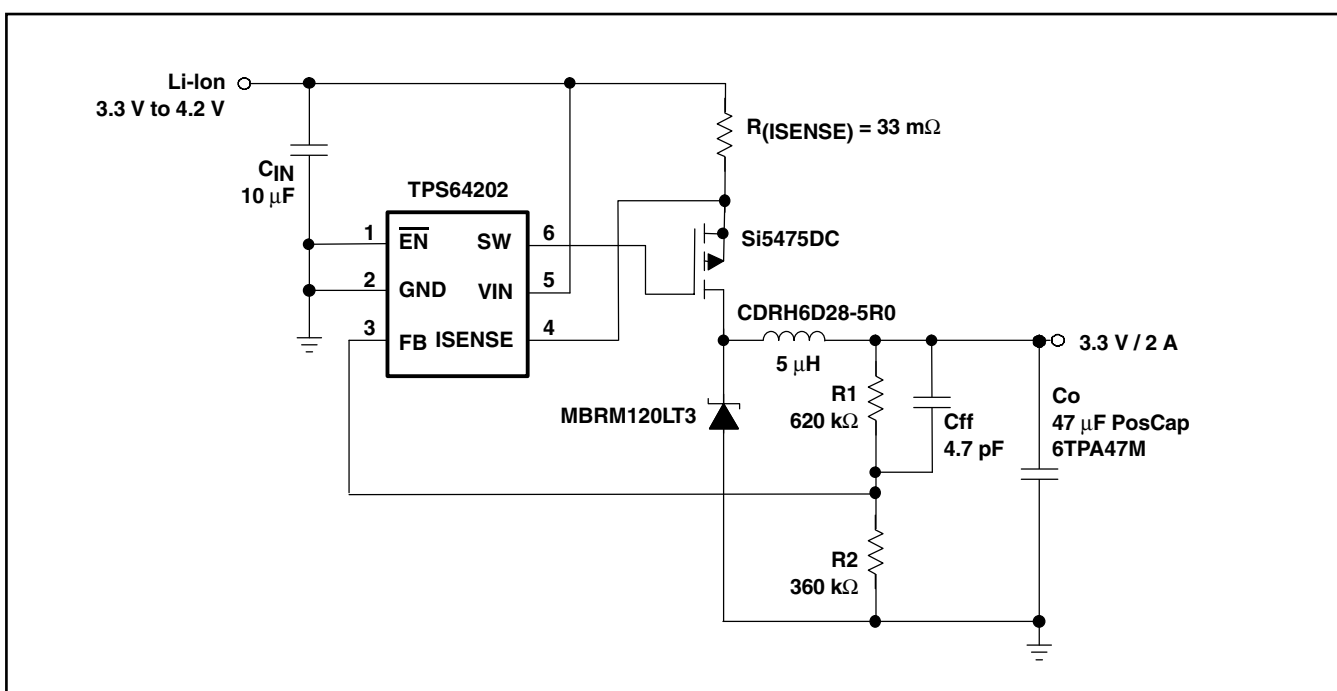 Li-Ion
3.3 V to 4.2 V
R(ISENSE) = 33 mΩ
CIN
10 μF
TPS64202
1
EN
SW
6
Si5475DC
2
GND
VIN
5
3
FB
ISENSE
4
CDRH6D28-5R0
3.3 V / 2 A
5 μH
R1
620 kΩ
Cff
4.7 pF
Co
47 μF PosCap
6TPA47M
MBRM120LT3
R2
360 kΩ